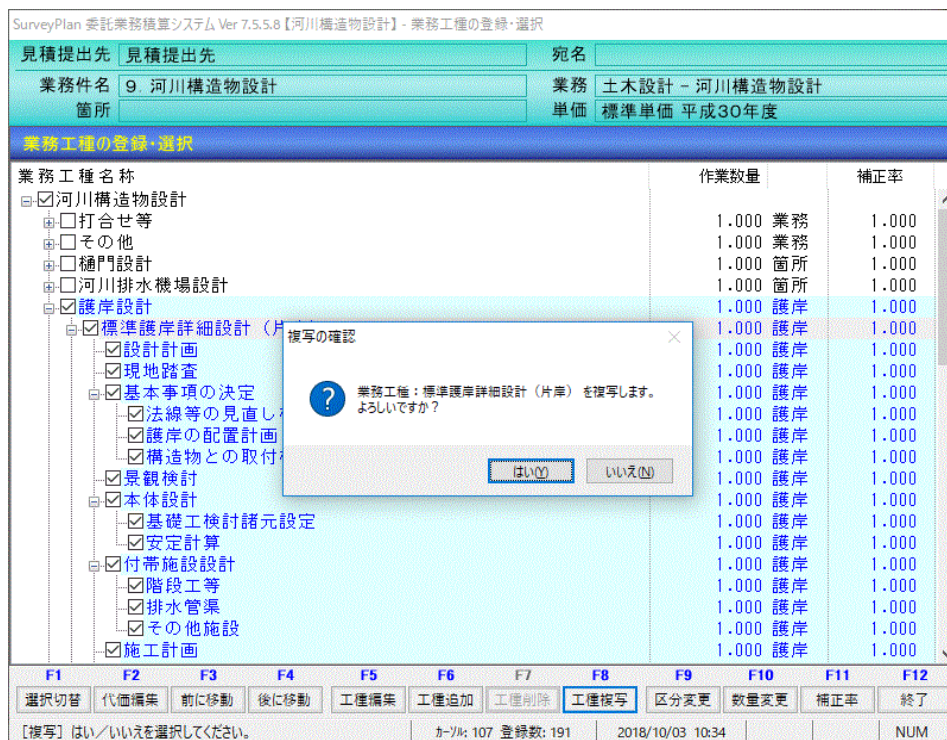 SurveyPlan 委託業務積算システム Ver 7.5.5.8【河川構造物設計】 - 業務工種の登録・選択
見積提出先 見積提出先 宛名
業務件名 9. 河川構造物設計 業務 土木設計 - 河川構造物設計
箇所 単価 標準単価 平成30年度
業務工種の登録・選択
業務工種名称 作業数量 補正率
河川構造物設計
打合せ等 1.000 業務 1.000
その他 1.000 業務 1.000
樋門設計 1.000 箇所 1.000
河川排水機場設計 1.000 箇所 1.000
護岸設計 1.000 護岸 1.000
標準護岸詳細設計（片 1.000 護岸 1.000
設計計画 1.000 護岸 1.000
現地踏査 1.000 護岸 1.000
基本事項の決定 1.000 護岸 1.000
法線等の見直し 1.000 護岸 1.000
護岸の配置計画 1.000 護岸 1.000
構造物との取付 1.000 護岸 1.000
景観検討 1.000 護岸 1.000
本体設計 1.000 護岸 1.000
基礎工検討諸元設定 1.000 護岸 1.000
安定計算 1.000 護岸 1.000
付帯施設設計 1.000 護岸 1.000
階段工等 1.000 護岸 1.000
排水管渠 1.000 護岸 1.000
その他施設 1.000 護岸 1.000
施工計画 1.000 護岸 1.000
複写の確認
業務工種：標準護岸詳細設計（片岸） を複写します。
よろしいですか？
はい(Y) いいえ(N)
F1 F2 F3 F4 F5 F6 F7 F8 F9 F10 F11 F12
選択切替 代価編集 前に移動 後に移動 工種編集 工種追加 工種削除 工種複写 区分変更 数量変更 補正率 終了
［複写］はい／いいえを選択してください。 ｶｰｿﾙ: 107 登録数: 191 2018/10/03 10:34 NUM